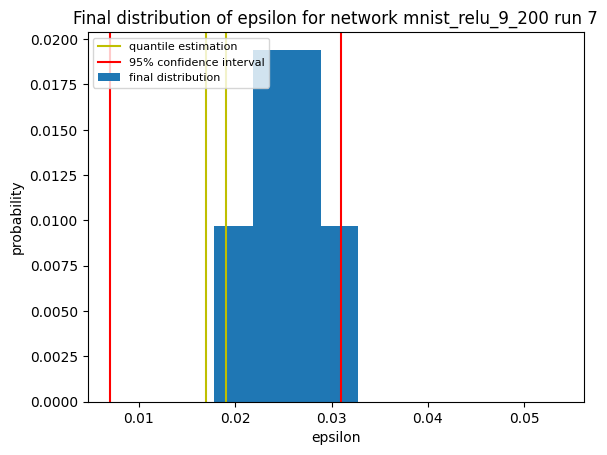 Final distribution of epsilon for network mnist_relu_9_200 run 7
quantile estimation
95% confidence interval
final distribution
probability
0.0200
0.0175
0.0150
0.0125
0.0100
0.0075
0.0050
0.0025
0.0000
0.01 0.02 0.03 0.04 0.05
epsilon